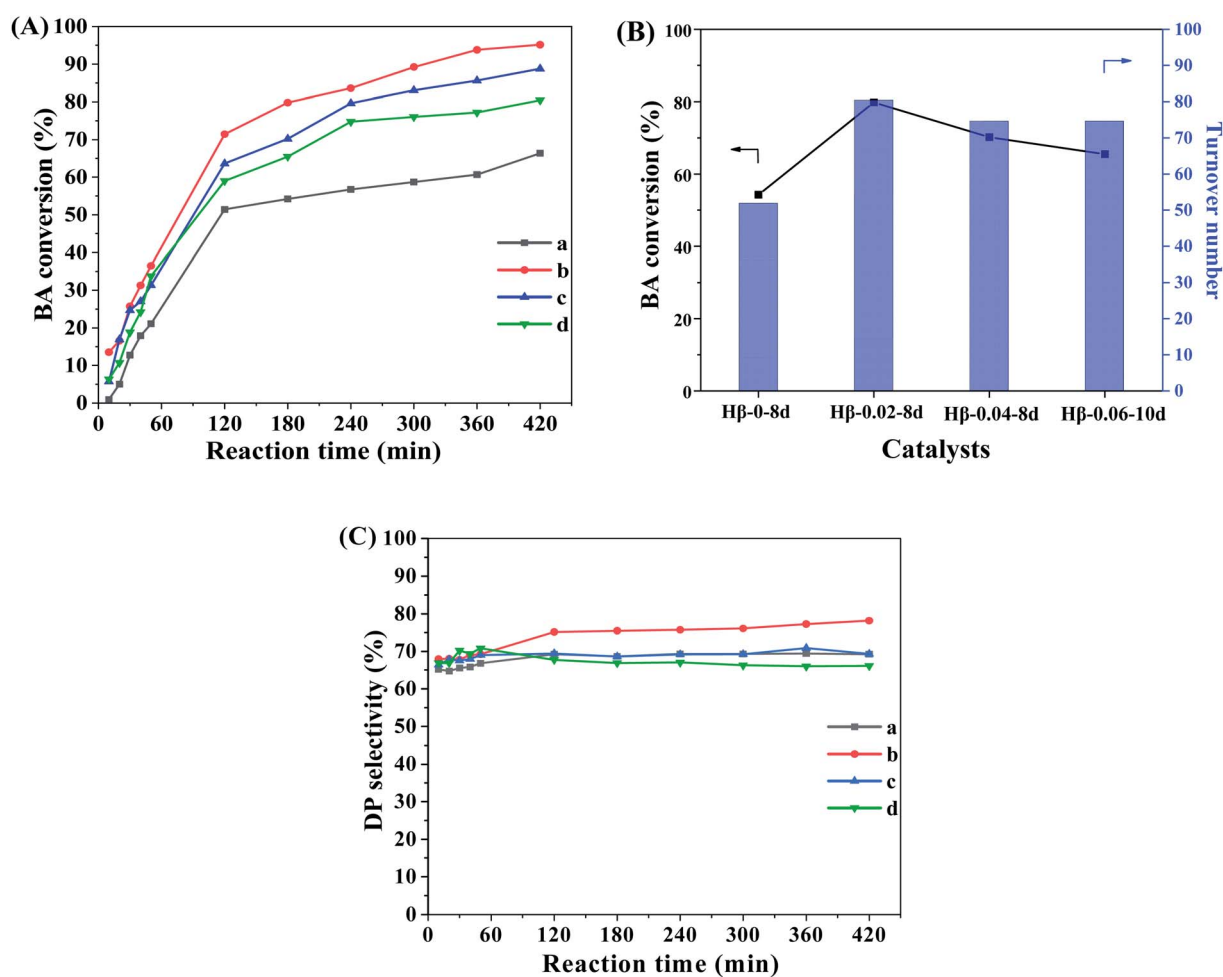 (A)
100
90
80
70
60
50
40
30
20
10
0
BA conversion (%)
a
b
c
d
0 60 120 180 240 300 360 420
Reaction time (min)
(B)
100
80
60
40
20
0
BA conversion (%)
100
90
80
70
60
50
40
30
20
10
0
Turnover number
Hβ-0-8d Hβ-0.02-8d Hβ-0.04-8d Hβ-0.06-10d
Catalysts
(C)
100
90
80
70
60
50
40
30
20
10
0
DP selectivity (%)
a
b
c
d
0 60 120 180 240 300 360 420
Reaction time (min)